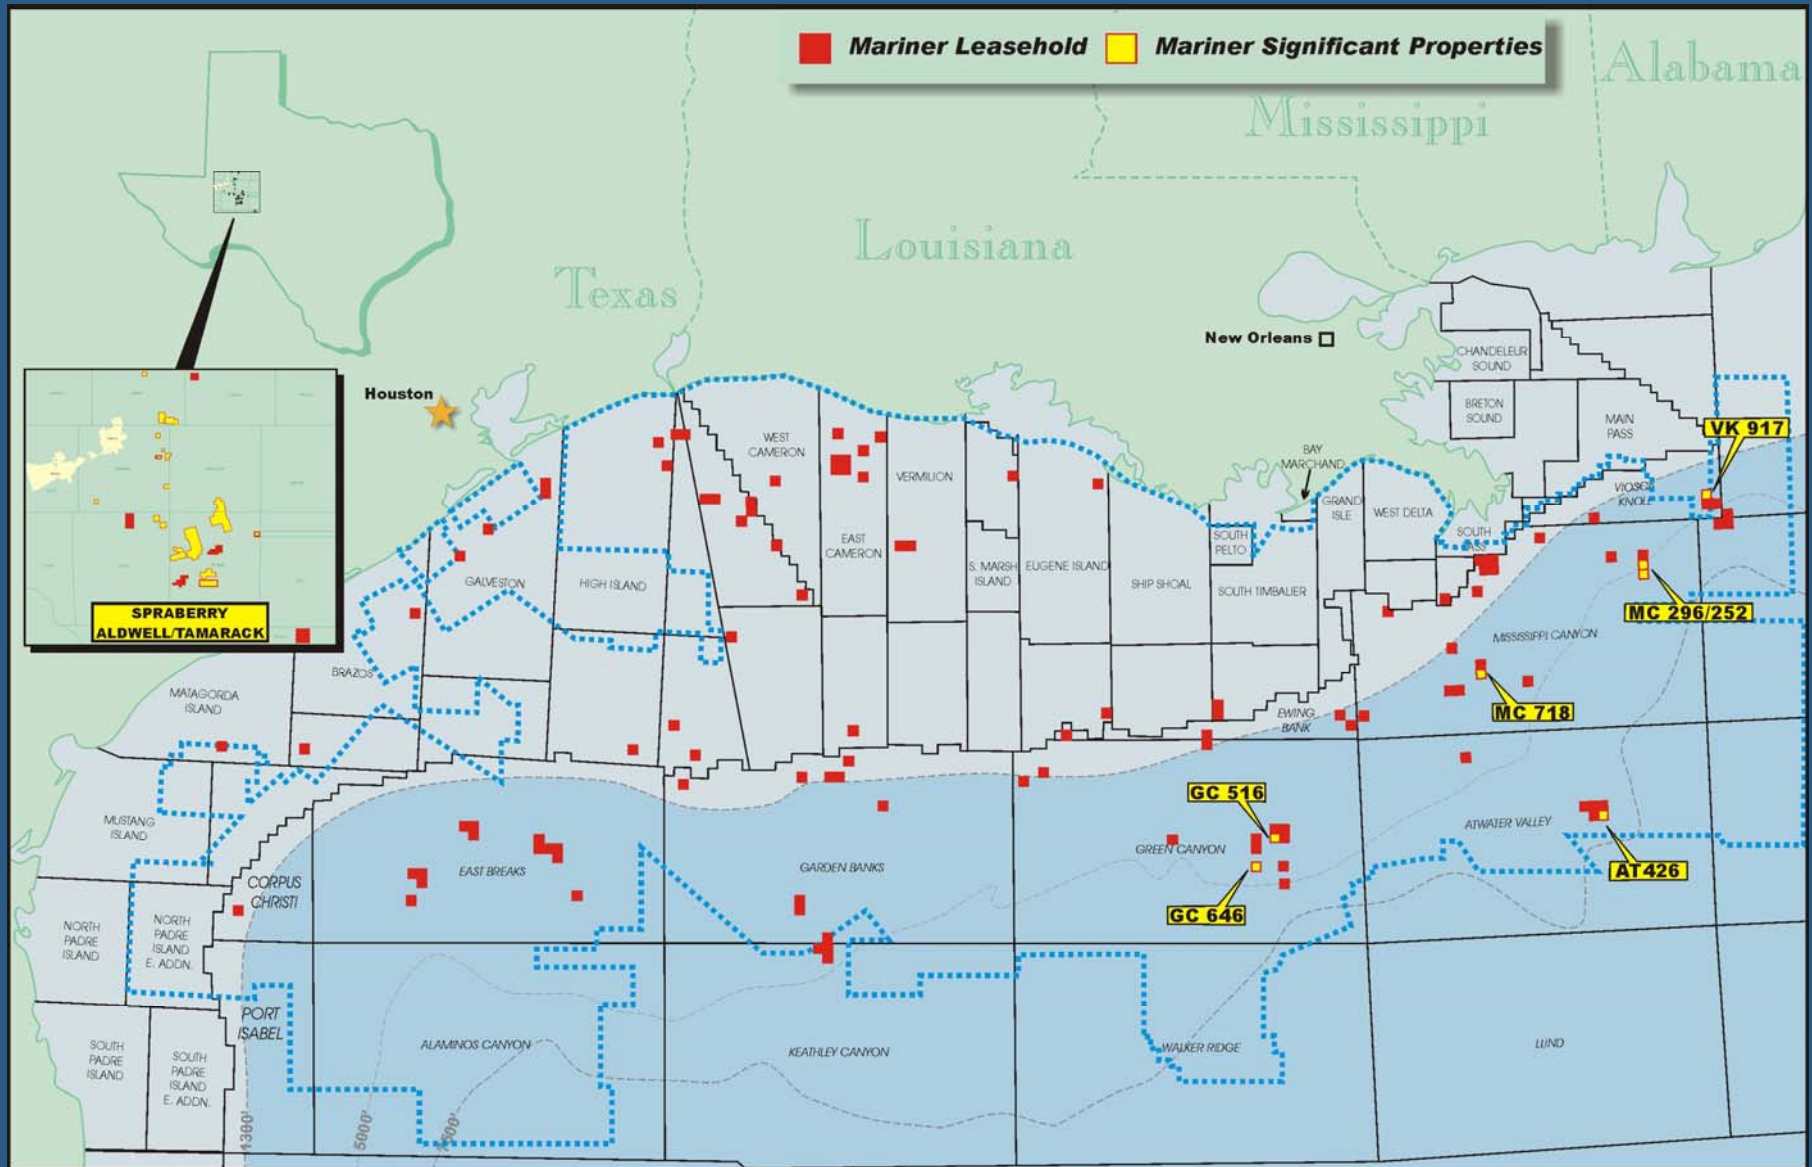 Mariner Leasehold
Mariner Significant Properties
Alabama
Mississippi
Louisiana
Texas
New Orleans
Houston
CHANDELEUR
SOUND
BRETON
SOUND
MAIN
PASS
VK 917
VIOSCA
KNOLL
WEST
CAMERON
VERMILION
EAST
CAMERON
S. MARSH
ISLAND
EUGENE ISLAND
SHIP SHOAL
SOUTH
PELTO
BAY
MARCHAND
GRAND
ISLE
WEST DELTA
SOUTH
PASS
SOUTH TIMBALIER
GALVESTON
HIGH ISLAND
SPRABERRY
ALDWELL/TAMARACK
MC 296/252
MISSISSIPPI CANYON
MC 718
BRAZOS
MATAGORDA
ISLAND
EWING
BANK
GC 516
MUSTANG
ISLAND
ATWATER VALLEY
AT 426
GREEN CANYON
GC 646
EAST BREAKS
GARDEN BANKS
CORPUS
CHRISTI
NORTH
PADRE
ISLAND
NORTH
PADRE
ISLAND
E. ADDN.
PORT
ISABEL
SOUTH
PADRE
ISLAND
SOUTH
PADRE
ISLAND
E. ADDN.
ALAMINOS CANYON
KEATHLEY CANYON
WALKER RIDGE
LUND
1300'
5000'
7500'